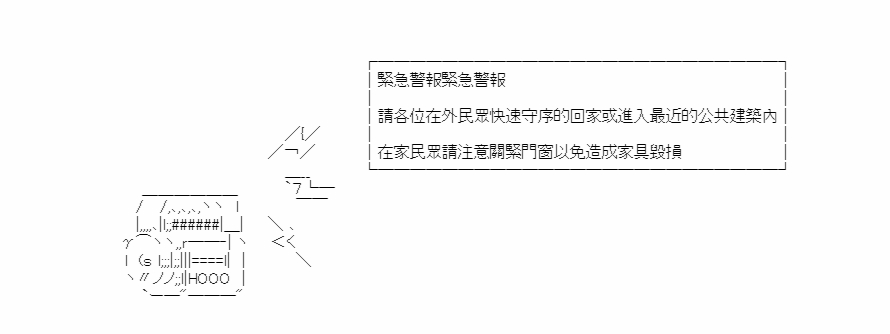 緊急警報緊急警報
請各位在外民眾快速守序的回家或進入最近的公共建築內
在家民眾請注意關緊門窗以免造成家具毀損